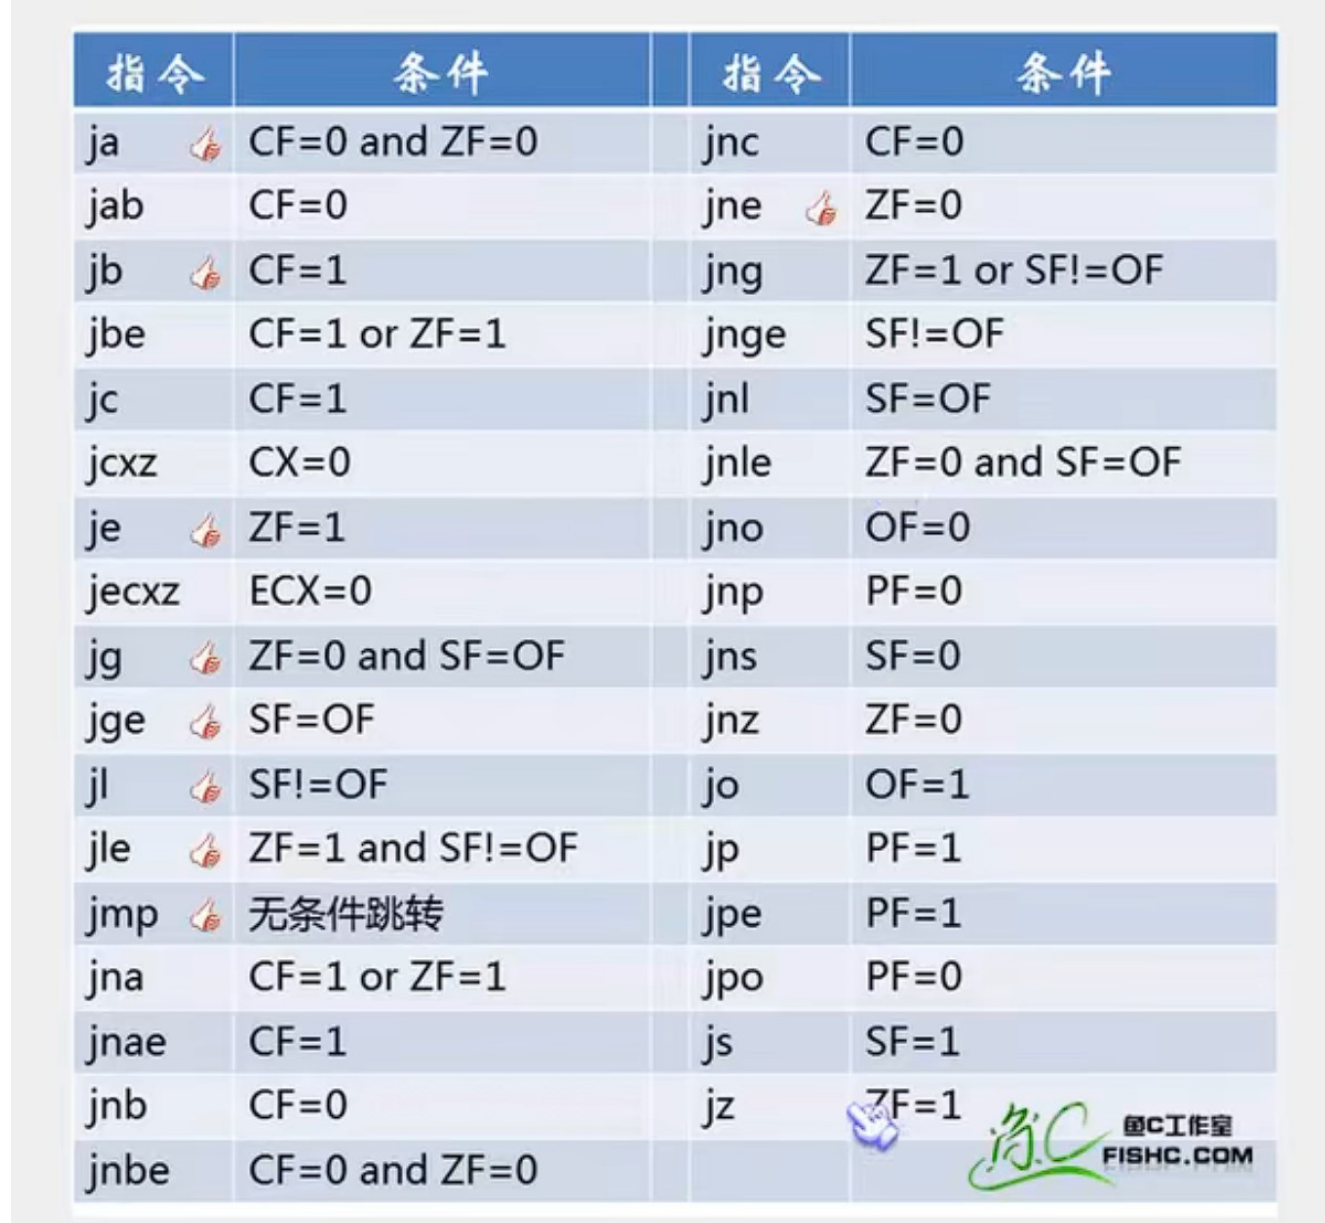 指令 条件 指令 条件
ja CF=0 and ZF=0 jnc CF=0
jab CF=0 jne ZF=0
jb CF=1 jng ZF=1 or SF!=OF
jbe CF=1 or ZF=1 jnge SF!=OF
jc CF=1 jnl SF=OF
jcxz CX=0 jnle ZF=0 and SF=OF
je ZF=1 jno OF=0
jecxz ECX=0 jnp PF=0
jg ZF=0 and SF=OF jns SF=0
jge SF=OF jnz ZF=0
jl SF!=OF jo OF=1
jle ZF=1 and SF!=OF jp PF=1
jmp 无条件跳转 jpe PF=1
jna CF=1 or ZF=1 jpo PF=0
jnae CF=1 js SF=1
jnb CF=0 jz ZF=1
jnbe CF=0 and ZF=0
鱼C 鱼C工作室
FISHC.COM